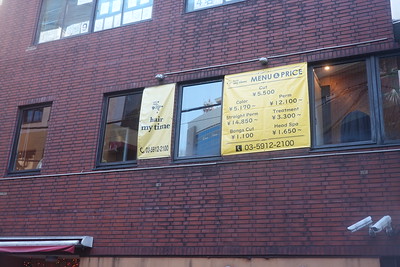 hair
my time
03-5912-2100
MENU & PRICE
Cut
¥5,500
Color
¥5,170~
Perm
¥12,100~
Straight Perm
¥14,850~
Treatment
¥3,300~
Bangs Cut
¥1,100
Head Spa
¥1,650~
03-5912-2100